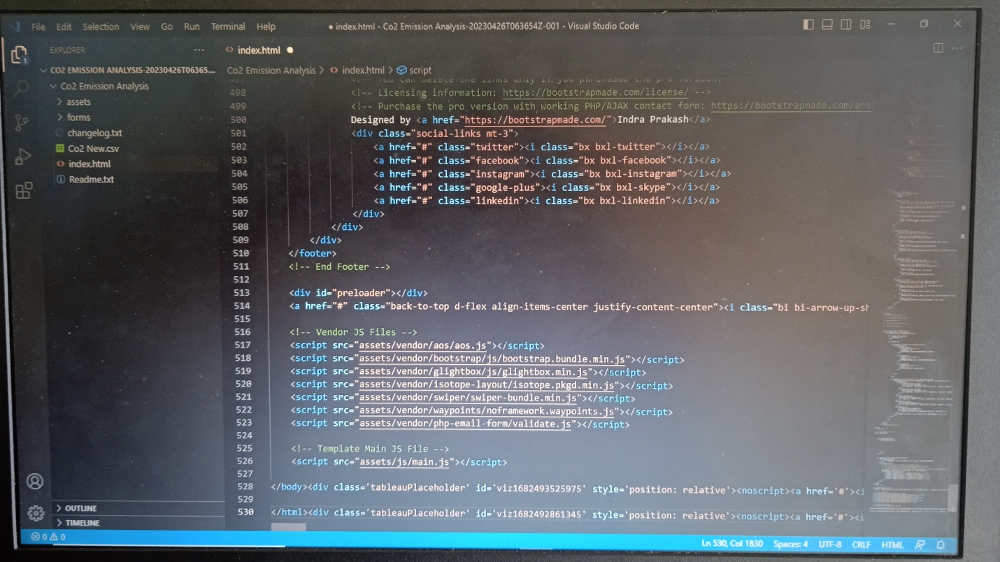 File Edit Selection View Go Run Terminal Help
● index.html - Co2 Emission Analysis-20230426T063654Z-001 - Visual Studio Code
EXPLORER ...
CO2 EMISSION ANALYSIS-20230426T06365...
Co2 Emission Analysis
assets
forms
changelog.txt
Co2 New.csv
index.html
Readme.txt
OUTLINE
TIMELINE
1
<> index.html ●
Co2 Emission Analysis > <> index.html > script
<!-- You can delete the links only if you purchased the pro version. -->
498 <!-- Licensing information: https://bootstrapmade.com/license/ -->
499 <!-- Purchase the pro version with working PHP/AJAX contact form: https://bootstrapmade.com/
500 Designed by <a href="https://bootstrapmade.com/">Indra Prakash</a>
501 <div class="social-links mt-3">
502 <a href="#" class="twitter"><i class="bx bxl-twitter"></i></a>
503 <a href="#" class="facebook"><i class="bx bxl-facebook"></i></a>
504 <a href="#" class="instagram"><i class="bx bxl-instagram"></i></a>
505 <a href="#" class="google-plus"><i class="bx bxl-skype"></i></a>
506 <a href="#" class="linkedin"><i class="bx bxl-linkedin"></i></a>
507 </div>
508 </div>
509 </div>
510 </footer>
511 <!-- End Footer -->
512
513 <div id="preloader"></div>
514 <a href="#" class="back-to-top d-flex align-items-center justify-content-center"><i class="bi bi-arrow-up-sh
515
516 <!-- Vendor JS Files -->
517 <script src="assets/vendor/aos/aos.js"></script>
518 <script src="assets/vendor/bootstrap/js/bootstrap.bundle.min.js"></script>
519 <script src="assets/vendor/glightbox/js/glightbox.min.js"></script>
520 <script src="assets/vendor/isotope-layout/isotope.pkgd.min.js"></script>
521 <script src="assets/vendor/swiper/swiper-bundle.min.js"></script>
522 <script src="assets/vendor/waypoints/noframework.waypoints.js"></script>
523 <script src="assets/vendor/php-email-form/validate.js"></script>
524
525 <!-- Template Main JS File -->
526 <script src="assets/js/main.js"></script>
527
528 </body><div class='tableauPlaceholder' id='viz1682493525975' style='position: relative'><noscript><a href='#'><i
529
530 </html><div class='tableauPlaceholder' id='viz1682492861345' style='position: relative'><noscript><a href='#'><i
0 0
Ln 530, Col 1830 Spaces: 4 UTF-8 CRLF HTML